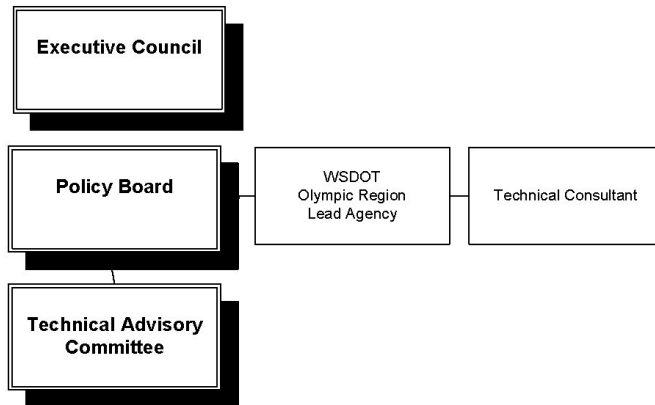 Executive Council
Policy Board
WSDOT
Olympic Region
Lead Agency
Technical Consultant
Technical Advisory
Committee